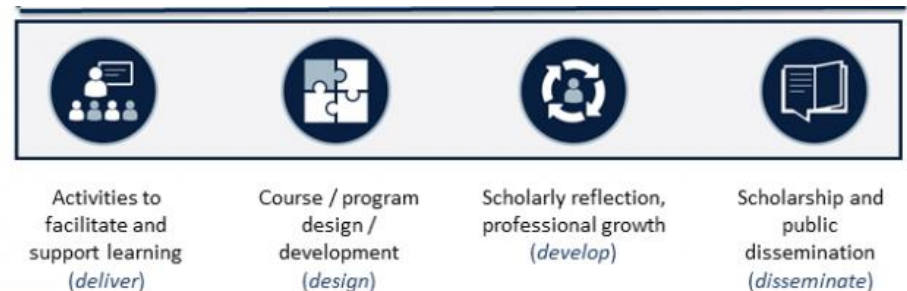 Activities to
facilitate and
support learning
(deliver)
Course / program
design /
development
(design)
Scholarly reflection,
professional growth
(develop)
Scholarship and
public
dissemination
(disseminate)